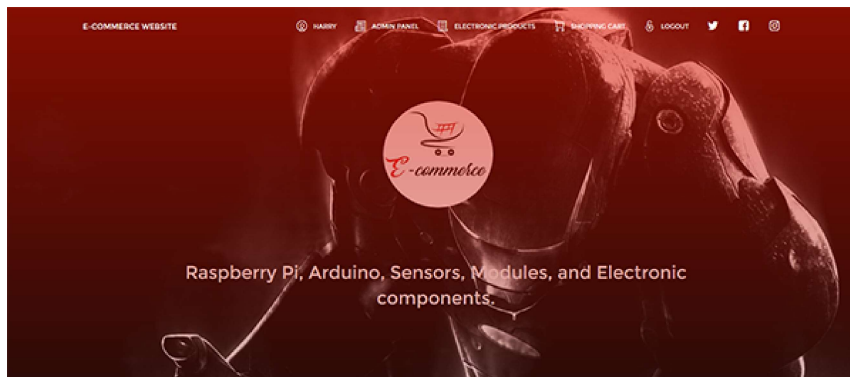 E-COMMERCE WEBSITE HARRY ADMIN PANEL ELECTRONIC PRODUCTS SHOPPING CART LOGOUT
E-commerce
Raspberry Pi, Arduino, Sensors, Modules, and Electronic
components.